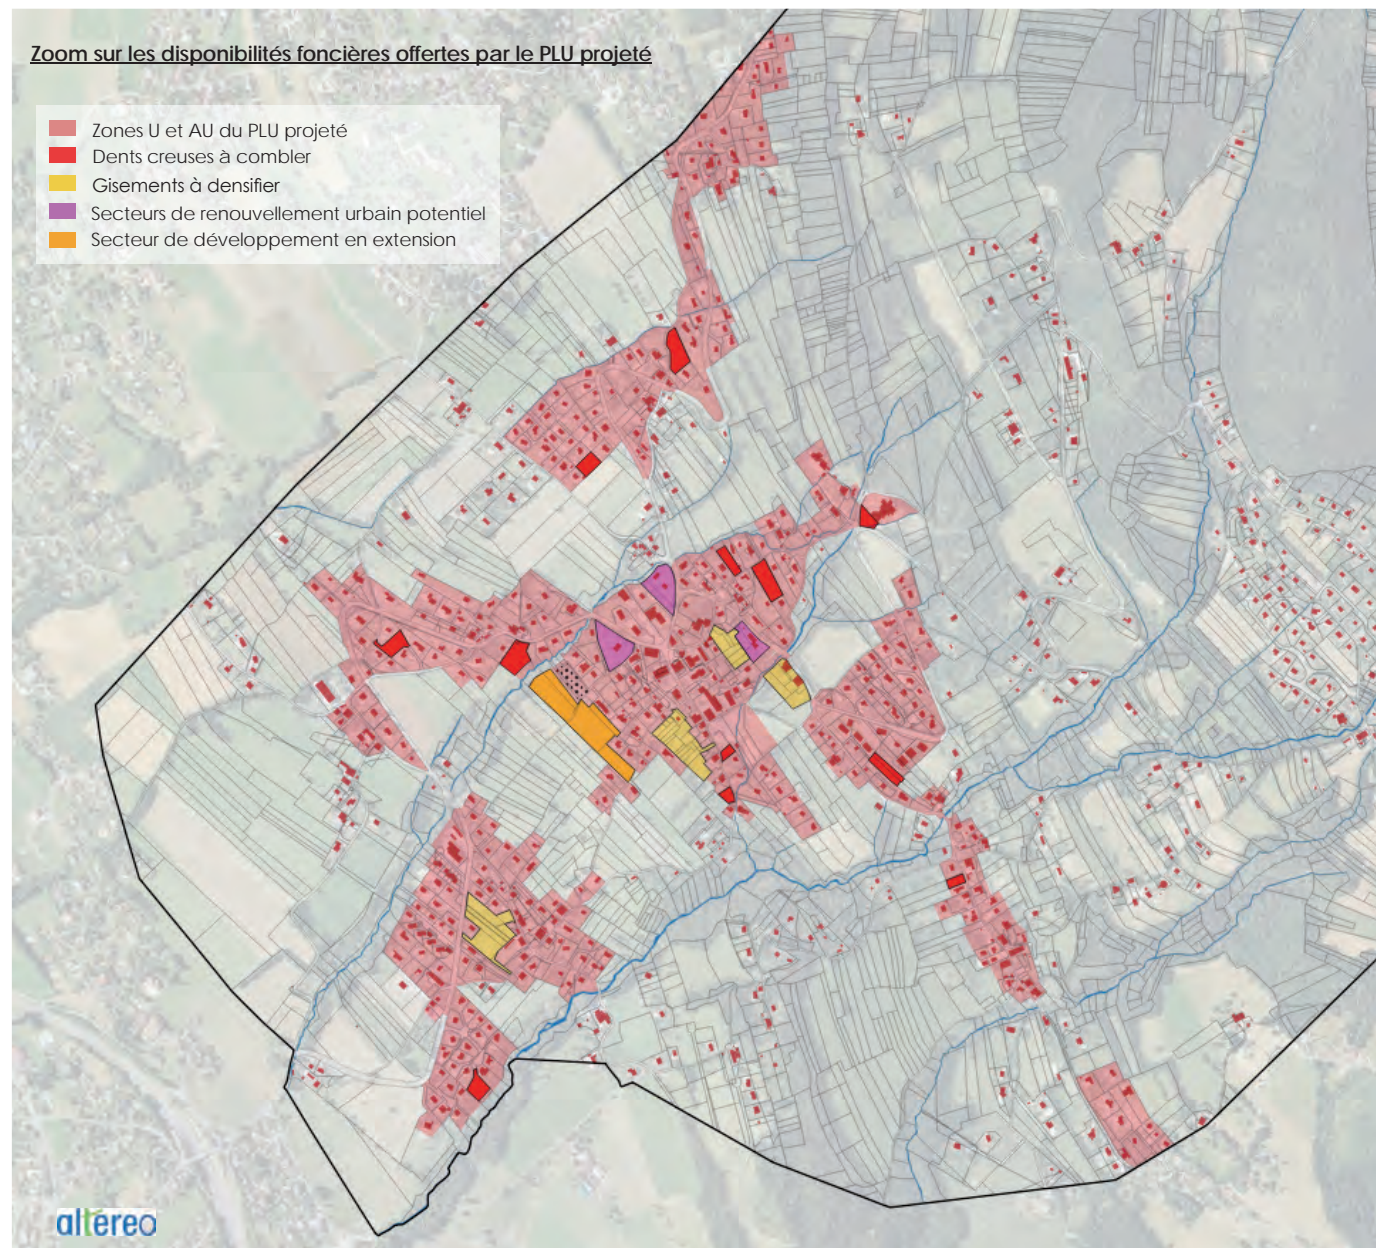 Zoom sur les disponibilités foncières offertes par le PLU projeté
Zones U et AU du PLU projeté
Dents creuses à combler
Gisements à densifier
Secteurs de renouvellement urbain potentiel
Secteur de développement en extension
altereo